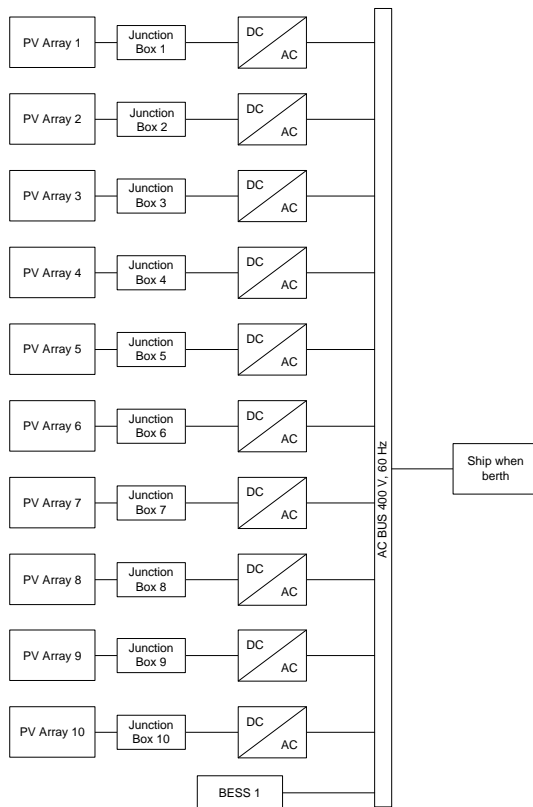 PV Array 1
Junction
Box 1
DC
AC
PV Array 2
Junction
Box 2
DC
AC
PV Array 3
Junction
Box 3
DC
AC
PV Array 4
Junction
Box 4
DC
AC
PV Array 5
Junction
Box 5
DC
AC
PV Array 6
Junction
Box 6
DC
AC
PV Array 7
Junction
Box 7
DC
AC
PV Array 8
Junction
Box 8
DC
AC
PV Array 9
Junction
Box 9
DC
AC
PV Array 10
Junction
Box 10
DC
AC
BESS 1
AC BUS 400 V, 60 Hz
Ship when
berth